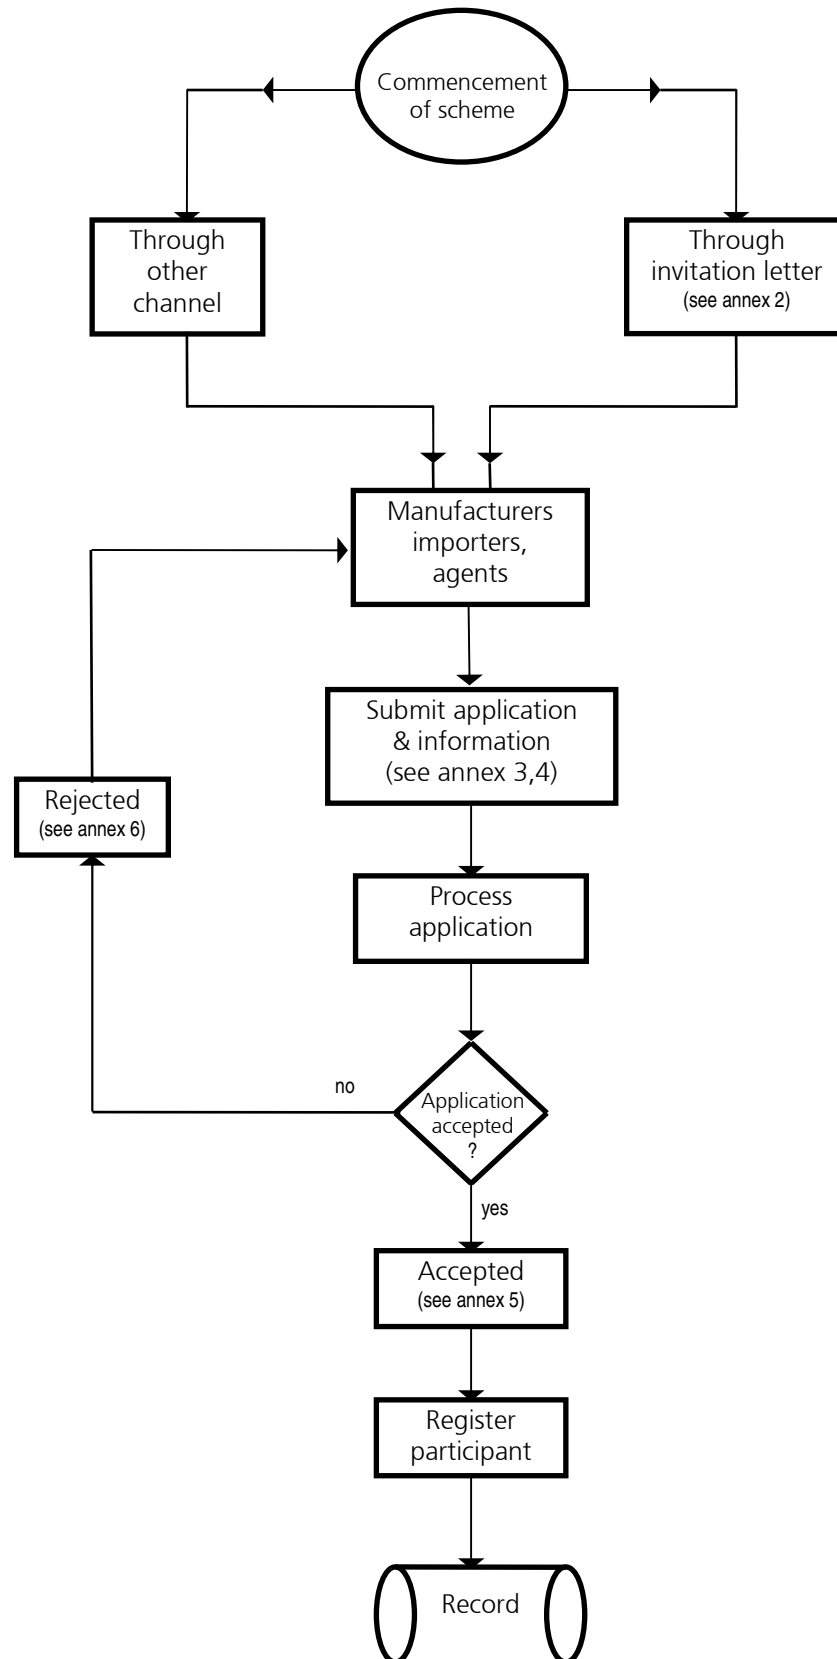 Commencement
of scheme
Through
other
channel
Through
invitation letter
(see annex 2)
Manufacturers
importers,
agents
Submit application
& information
(see annex 3,4)
Rejected
(see annex 6)
Process
application
no
Application
accepted
?
yes
Accepted
(see annex 5)
Register
participant
Record